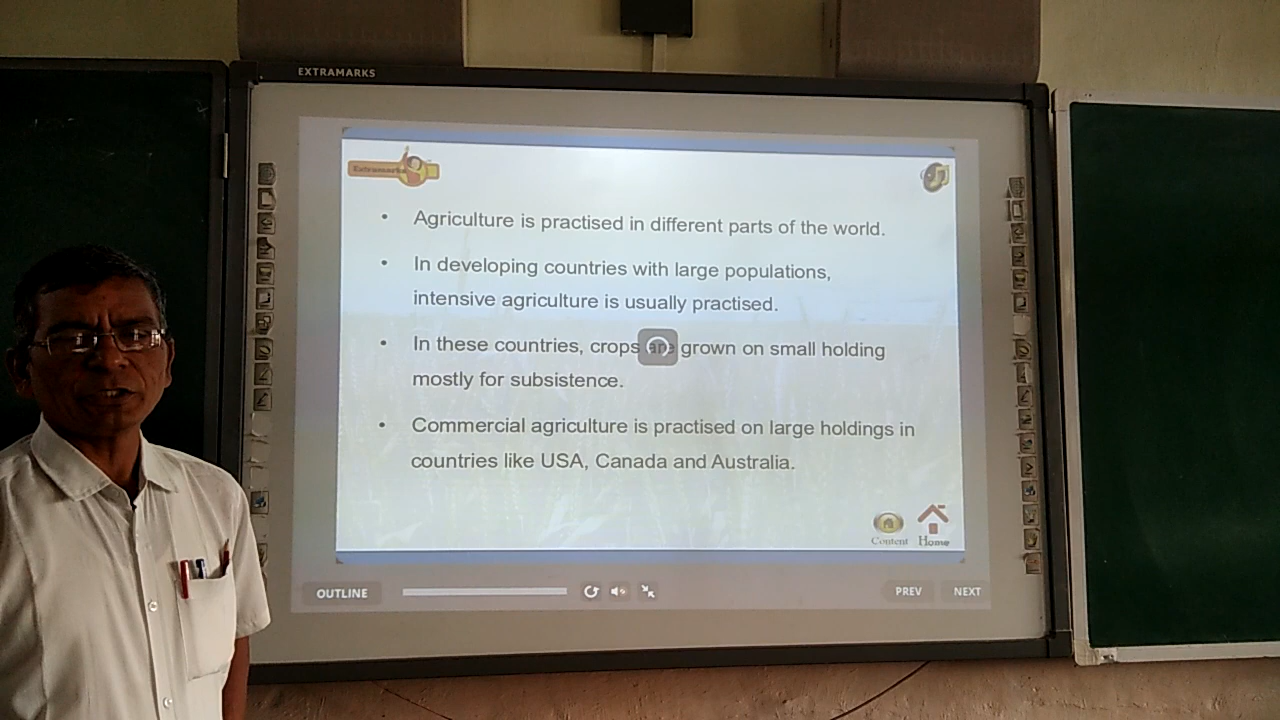 EXTRAMARKS
Extramarks
• Agriculture is practised in different parts of the world.
• In developing countries with large populations,
intensive agriculture is usually practised.
• In these countries, crops are grown on small holding
mostly for subsistence.
• Commercial agriculture is practised on large holdings in
countries like USA, Canada and Australia.
Content Home
OUTLINE PREV NEXT